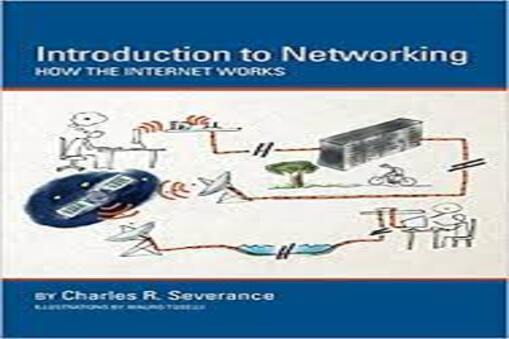 Introduction to Networking
HOW THE INTERNET WORKS
BY Charles R. Severance
ILLUSTRATIONS BY MAURO TOSELLI